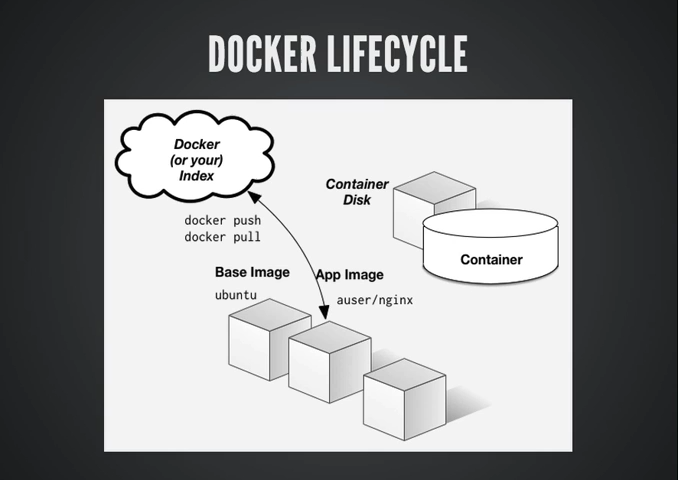 DOCKER LIFECYCLE
Docker
(or your)
Index
docker push
docker pull
Container
Disk
Container
Base Image
ubuntu
App Image
auser/nginx